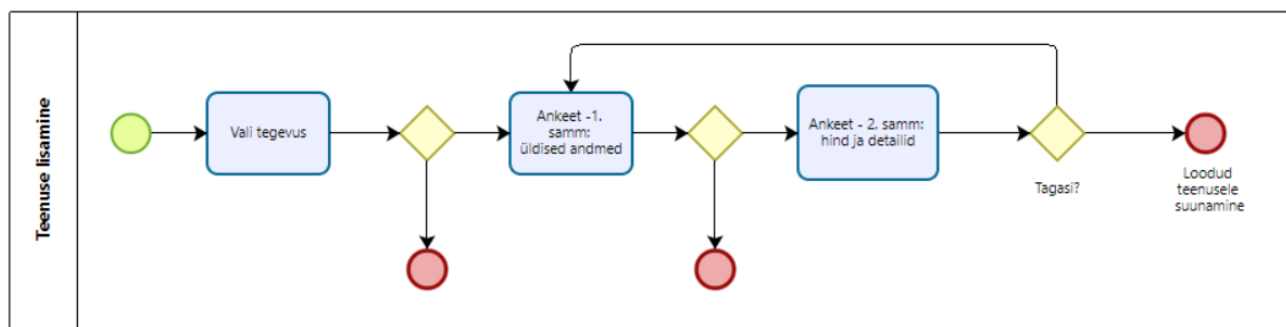 Teenuse lisamine
Vali tegevus
Ankeet -1.
samm:
üldised andmed
Ankeet - 2. samm:
hind ja detailid
Tagasi?
Loodud
teenusele
suunamine